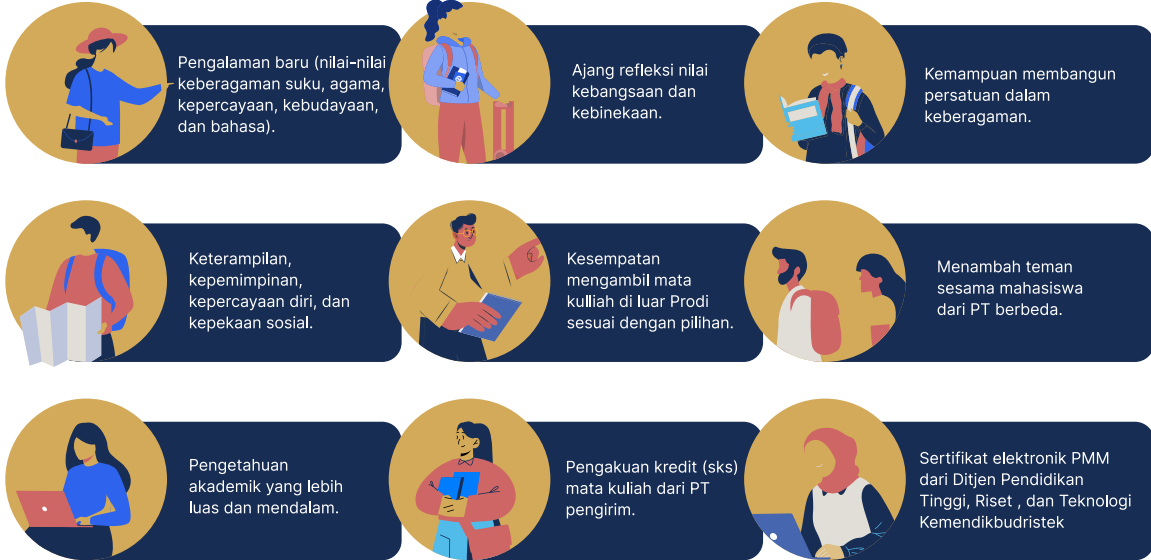 Pengalaman baru (nilai-nilai
keberagaman suku, agama,
kepercayaan, kebudayaan,
dan bahasa).
Ajang refleksi nilai
kebangsaan dan
kebinekaan.
Kemampuan membangun
persatuan dalam
keberagaman.
Keterampilan,
kepemimpinan,
kepercayaan diri, dan
kepekaan sosial.
Kesempatan
mengambil mata
kulliah di luar Prodi
sesuai dengan pilihan.
Menambah teman
sesama mahasiswa
dari PT berbeda.
Pengetahuan
akademik yang lebih
luas dan mendalam.
Pengakuan kredit (sks)
mata kuliah dari PT
pengirim.
Sertifikat elektronik PMM
dari Ditjen Pendidikan
Tinggi, Riset , dan Teknologi
Kemendikbudristek